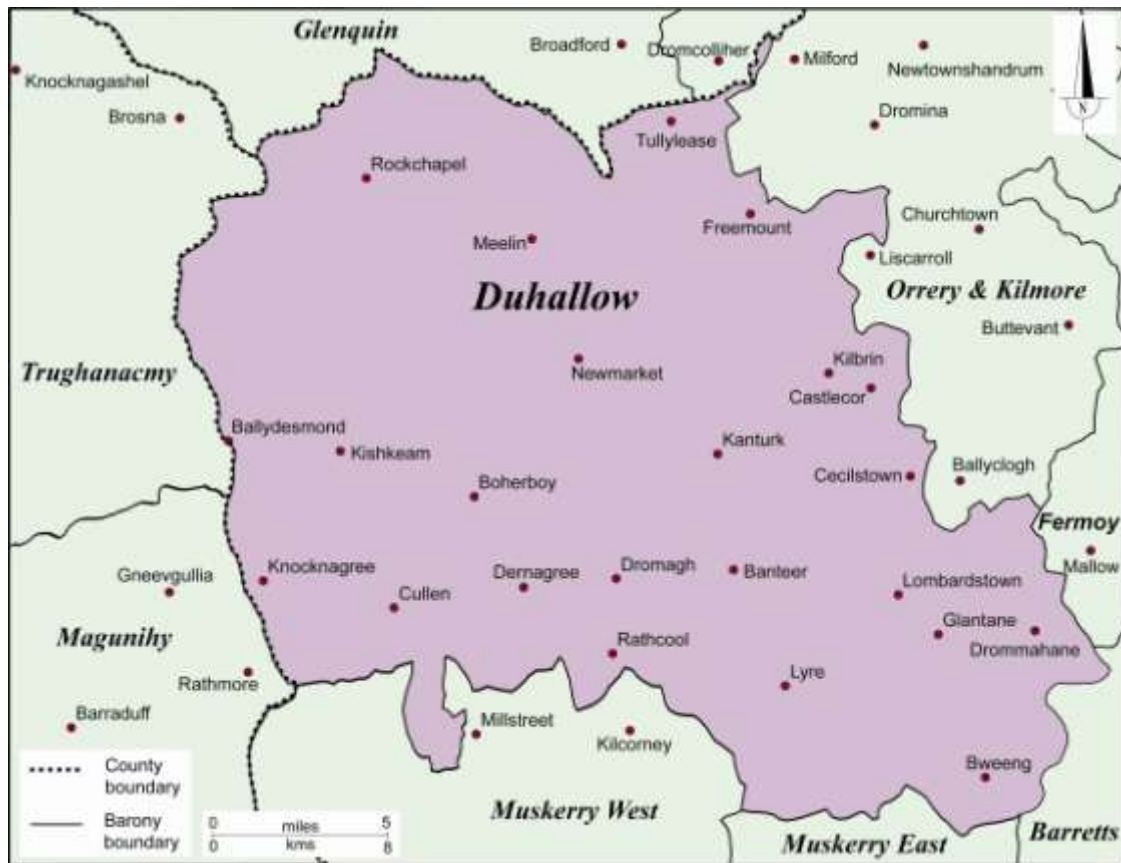 Glenquin
Broadford
Dromcolliher
Milford
Newtownshandrum
Knocknagashel
Brosna
Dromina
N
Tullylease
Rockchapel
Churchtown
Freemount
Meelin
Liscarroll
Duhallow
Orrery & Kilmore
Buttevant
Kilbrin
Trughanacmy
Newmarket
Castlecor
Ballydesmond
Kanturk
Kishkeam
Ballyclogh
Cecilstown
Boherboy
Fermoy
Mallow
Gneevgullia
Knocknagree
Dernagree
Dromagh
Banteer
Lombardstown
Cullen
Glantane
Magunihy
Rathcool
Drommahane
Rathmore
Lyre
Barraduff
Millstreet
Kilcorney
County
boundary
Bweeng
Barony
boundary
0 miles 5
0 kms 8
Muskerry West
Muskerry East
Barretts